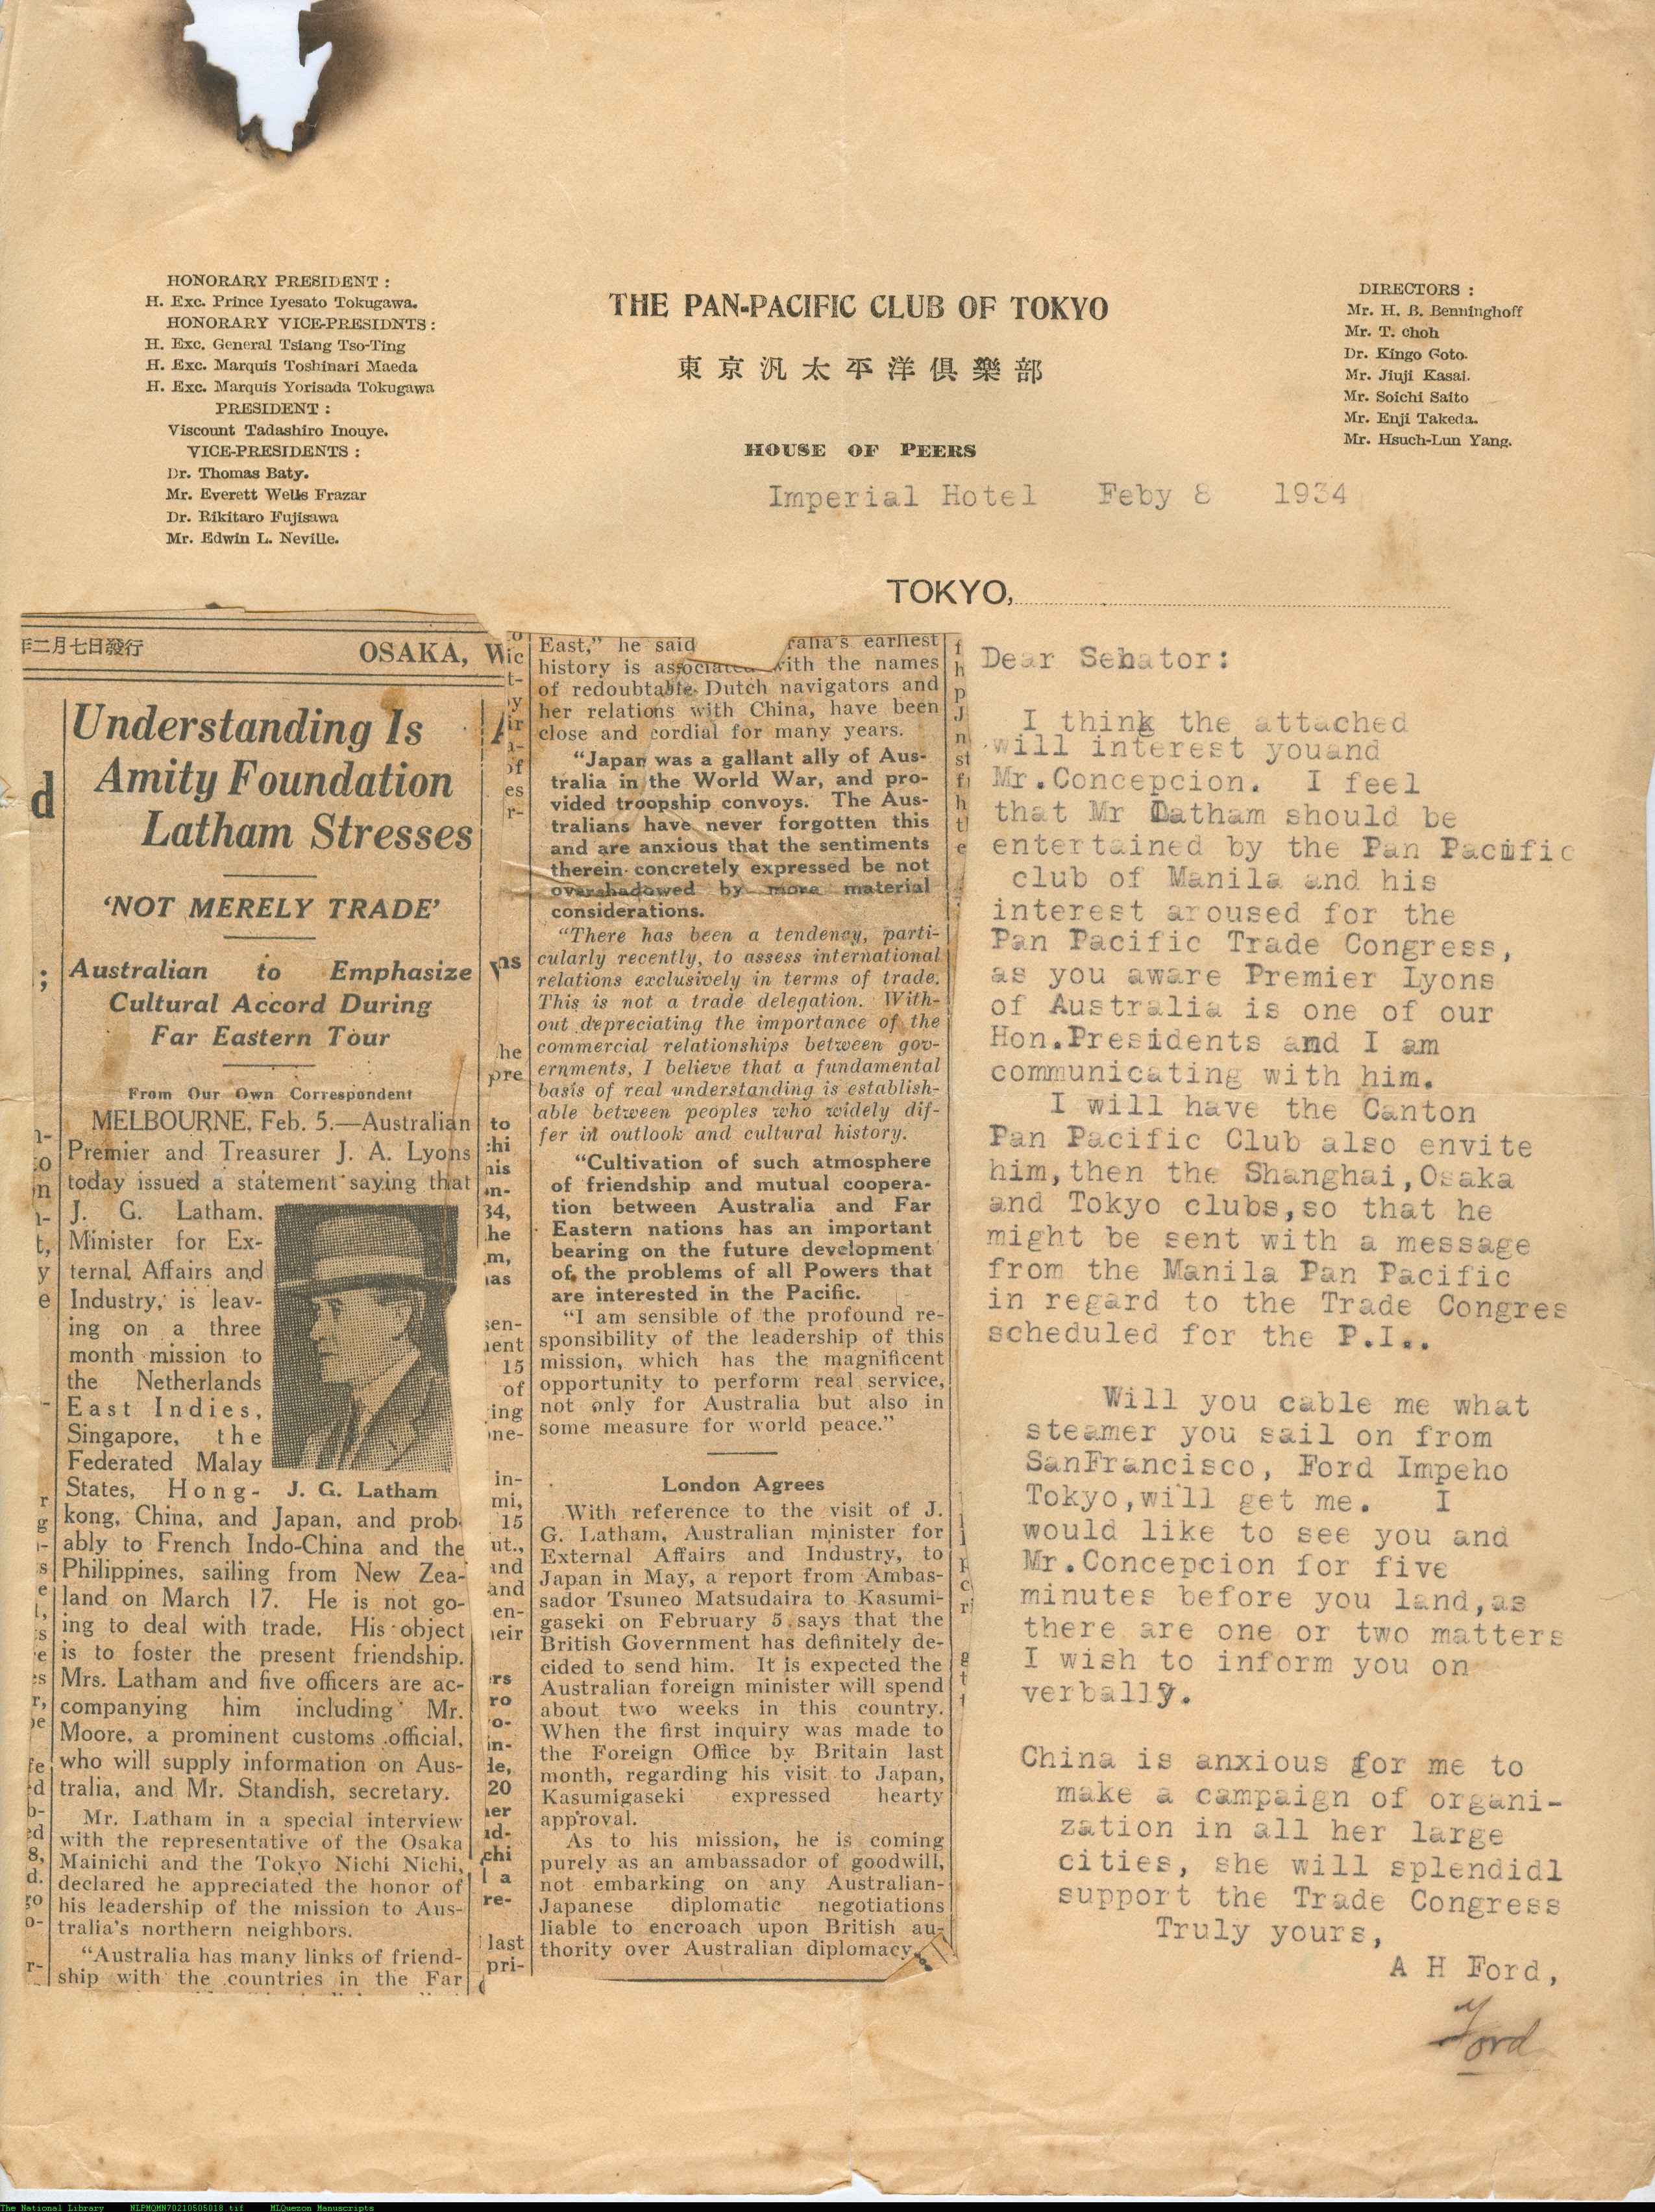 HONORARY PRESIDENT :
H. Exc. Prince Iyesato Tokugawa.
HONORARY VICE-PRESIDNTS :
H. Exc. General Tsiang Tso-Ting
H. Exc. Marquis Toshinari Maeda
H. Exc. Marquis Yorisada Tokugawa
PRESIDENT :
Viscount Tadashiro Inouye.
VICE-PRESIDENTS :
Dr. Thomas Baty.
Mr. Everett Wells Frazar
Dr. Rikitaro Fujisawa
Mr. Edwin L. Neville.
THE PAN-PACIFIC CLUB OF TOKYO
東京汎太平洋倶樂部
HOUSE OF PEERS
Imperial Hotel Feby 8 1934
TOKYO,
DIRECTORS :
Mr. H. B. Benninghoff
Mr. T. choh
Dr. Kingo Goto.
Mr. Jiuji Kasai.
Mr. Soichi Saito
Mr. Enji Takeda.
Mr. Hsuch-Lun Yang.
二月七日發行
OSAKA,
Understanding Is
Amity Foundation
Latham Stresses
'NOT MERELY TRADE'
Australian to Emphasize
Cultural Accord During
Far Eastern Tour
From Our Own Correspondent
MELBOURNE, Feb. 5.—Australian
Premier and Treasurer J. A. Lyons
today issued a statement saying that
J. G. Latham,
Minister for Ex-
ternal Affairs and
Industry, is leav-
ing on a three
month mission to
the Netherlands
East Indies,
Singapore, the
Federated Malay
States, Hong-
J. G. Latham
kong, China, and Japan, and prob-
ably to French Indo-China and the
Philippines, sailing from New Zea-
land on March 17. He is not go-
ing to deal with trade. His object
is to foster the present friendship.
Mrs. Latham and five officers are ac-
companying him including Mr.
Moore, a prominent customs official,
who will supply information on Aus-
tralia, and Mr. Standish, secretary.
Mr. Latham in a special interview
with the representative of the Osaka
Mainichi and the Tokyo Nichi Nichi,
declared he appreciated the honor of
his leadership of the mission to Aus-
tralia's northern neighbors.
"Australia has many links of friend-
ship with the countries in the Far
East," he said ralia's earliest
history is associated with the names
of redoubtable Dutch navigators and
her relations with China, have been
close and cordial for many years.
"Japan was a gallant ally of Aus-
tralia in the World War, and pro-
vided troopship convoys. The Aus-
tralians have never forgotten this
and are anxious that the sentiments
therein concretely expressed be not
overshadowed by more material
considerations.
"There has been a tendency, parti-
cularly recently, to assess international
relations exclusively in terms of trade.
This is not a trade delegation. With-
out depreciating the importance of the
commercial relationships between gov-
ernments, I believe that a fundamental
basis of real understanding is establish-
able between peoples who widely dif-
fer in outlook and cultural history.
"Cultivation of such atmosphere
of friendship and mutual coopera-
tion between Australia and Far
Eastern nations has an important
bearing on the future development
of the problems of all Powers that
are interested in the Pacific.
"I am sensible of the profound re-
sponsibility of the leadership of this
mission, which has the magnificent
opportunity to perform real service,
not only for Australia but also in
some measure for world peace."
London Agrees
With reference to the visit of J.
G. Latham, Australian minister for
External Affairs and Industry, to
Japan in May, a report from Ambas-
sador Tsuneo Matsudaira to Kasumi-
gaseki on February 5 says that the
British Government has definitely de-
cided to send him. It is expected the
Australian foreign minister will spend
about two weeks in this country.
When the first inquiry was made to
the Foreign Office by Britain last
month, regarding his visit to Japan,
Kasumigaseki expressed hearty
approval.
As to his mission, he is coming
purely as an ambassador of goodwill,
not embarking on any Australian-
Japanese diplomatic negotiations
liable to encroach upon British au-
thority over Australian diplomacy.
Dear Senator:
I think the attached
will interest youand
Mr.Concepcion. I feel
that Mr Latham should be
entertained by the Pan Pacific
club of Manila and his
interest aroused for the
Pan Pacific Trade Congress,
as you aware Premier Lyons
of Australia is one of our
Hon.Presidents and I am
communicating with him.
I will have the Canton
Pan Pacific Club also envite
him,then the Shanghai,Osaka
and Tokyo clubs,so that he
might be sent with a message
from the Manila Pan Pacific
in regard to the Trade Congres
scheduled for the P.I..
Will you cable me what
steamer you sail on from
SanFrancisco, Ford Impeho
Tokyo,will get me. I
would like to see you and
Mr.Concepcion for five
minutes before you land,as
there are one or two matters
I wish to inform you on
verbally.
China is anxious for me to
make a campaign of organi-
zation in all her large
cities, she will splendidl
support the Trade Congress
Truly yours,
A H Ford,
Ford
The National Library NLPMQMN70210505018.tif MLQuezon Manuscripts